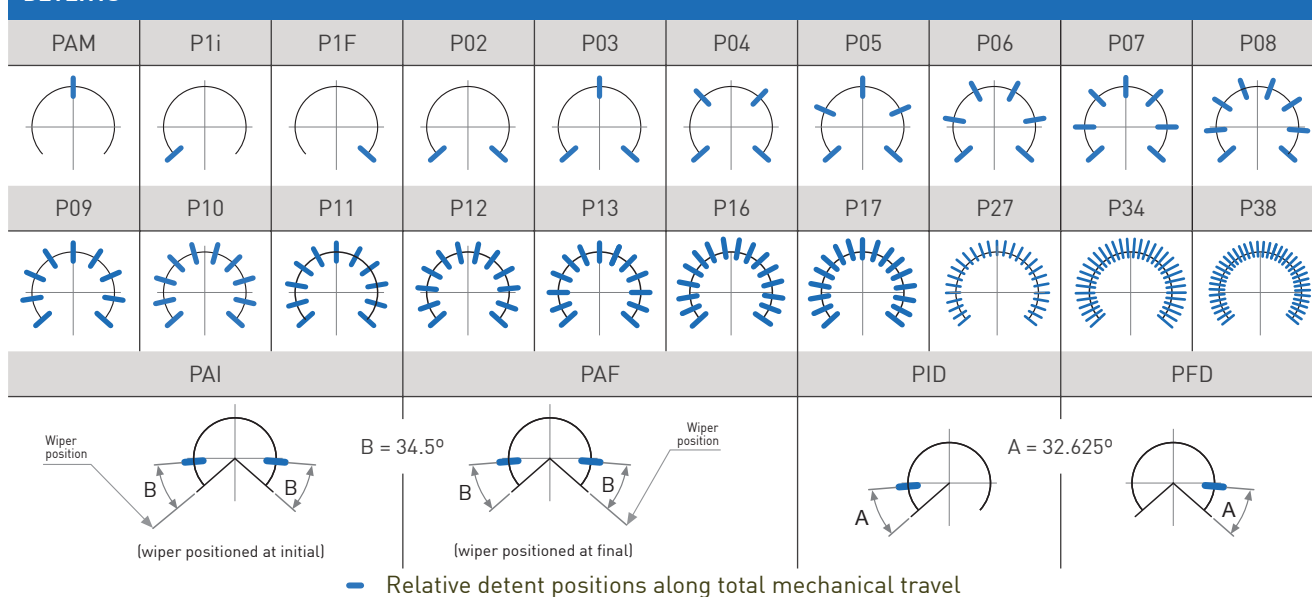 PAM P1i P1F P02 P03 P04 P05 P06 P07 P08
P09 P10 P11 P12 P13 P16 P17 P27 P34 P38
PAI PAF PID PFD
Wiper
position
B = 34.5º
Wiper
position
A = 32.625º
B B B B A A
(wiper positioned at initial) (wiper positioned at final)
Relative detent positions along total mechanical travel